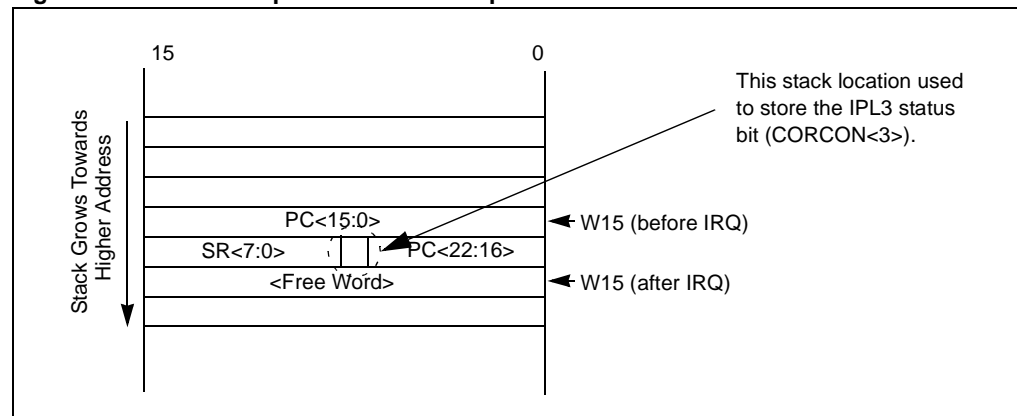 15
0
This stack location used
to store the IPL3 status
bit (CORCON<3>).
Stack Grows Towards
Higher Address
PC<15:0>
W15 (before IRQ)
SR<7:0>
PC<22:16>
<Free Word>
W15 (after IRQ)